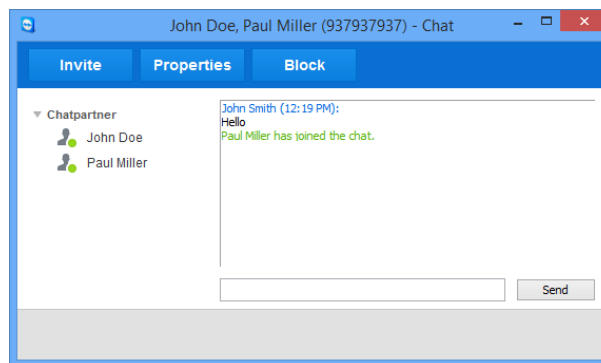 John Doe, Paul Miller (937937937) - Chat
Invite Properties Block
Chatpartner
John Doe
Paul Miller
John Smith (12:19 PM):
Hello
Paul Miller has joined the chat.
Send